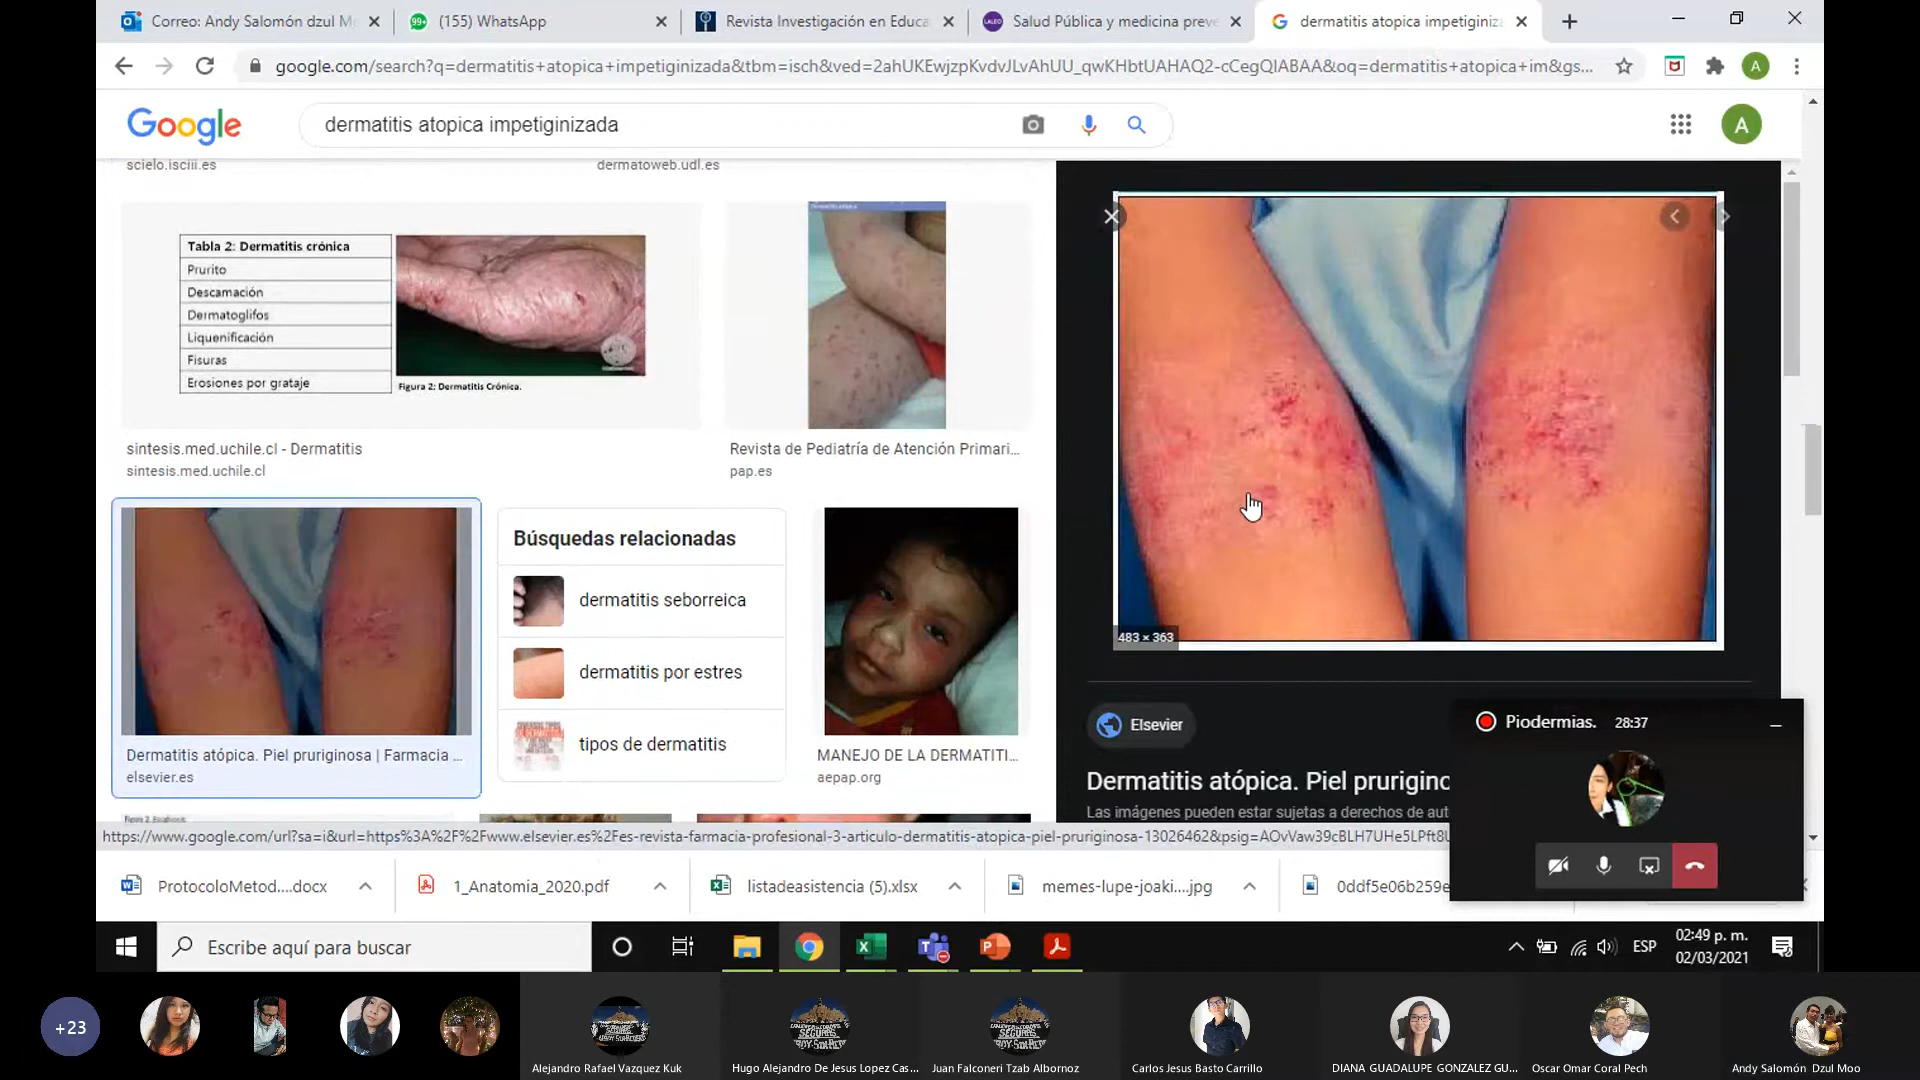 Correo: Andy Salomón dzul M
(155) WhatsApp
Revista Investigación en Educa
Salud Pública y medicina preve
dermatitis atopica impetiginiza
google.com/search?q=dermatitis+atopica+impetiginizada&tbm=isch&ved=2ahUKEwjzpKvdvJLvAhUU_qwKHbtUAHAQ2-cCegQIABAA&oq=dermatitis+atopica+im&gs...
A
Google
dermatitis atopica impetiginizada
A
scielo.isciii.es
dermatoweb.udl.es
Tabla 2: Dermatitis crónica
Prurito
Descamación
Dermatoglifos
Liquenificación
Fisuras
Erosiones por grataje
Figura 2: Dermatitis Crónica.
sintesis.med.uchile.cl - Dermatitis
sintesis.med.uchile.cl
Revista de Pediatría de Atención Primari...
pap.es
Dermatitis atópica. Piel pruriginosa | Farmacia ...
elsevier.es
Búsquedas relacionadas
dermatitis seborreica
dermatitis por estres
tipos de dermatitis
MANEJO DE LA DERMATITI...
aepap.org
483 × 363
Elsevier
Dermatitis atópica. Piel prurigino
Las imágenes pueden estar sujetas a derechos de aut
Piodermias. 28:37
https://www.google.com/url?sa=i&url=https%3A%2F%2Fwww.elsevier.es%2Fes-revista-farmacia-profesional-3-articulo-dermatitis-atopica-piel-pruriginosa-13026462&psig=AOvVaw39cBLH7UHe5LPft8U
ProtocoloMetod....docx
1_Anatomia_2020.pdf
listadeasistencia (5).xlsx
memes-lupe-joaki....jpg
0ddf5e06b259e
Escribe aquí para buscar
ESP
02:49 p. m.
02/03/2021
+23
Alejandro Rafael Vazquez Kuk
Hugo Alejandro De Jesus Lopez Cas...
Juan Falconeri Tzab Albornoz
Carlos Jesus Basto Carrillo
DIANA GUADALUPE GONZALEZ GU...
Oscar Omar Coral Pech
Andy Salomón Dzul Moo